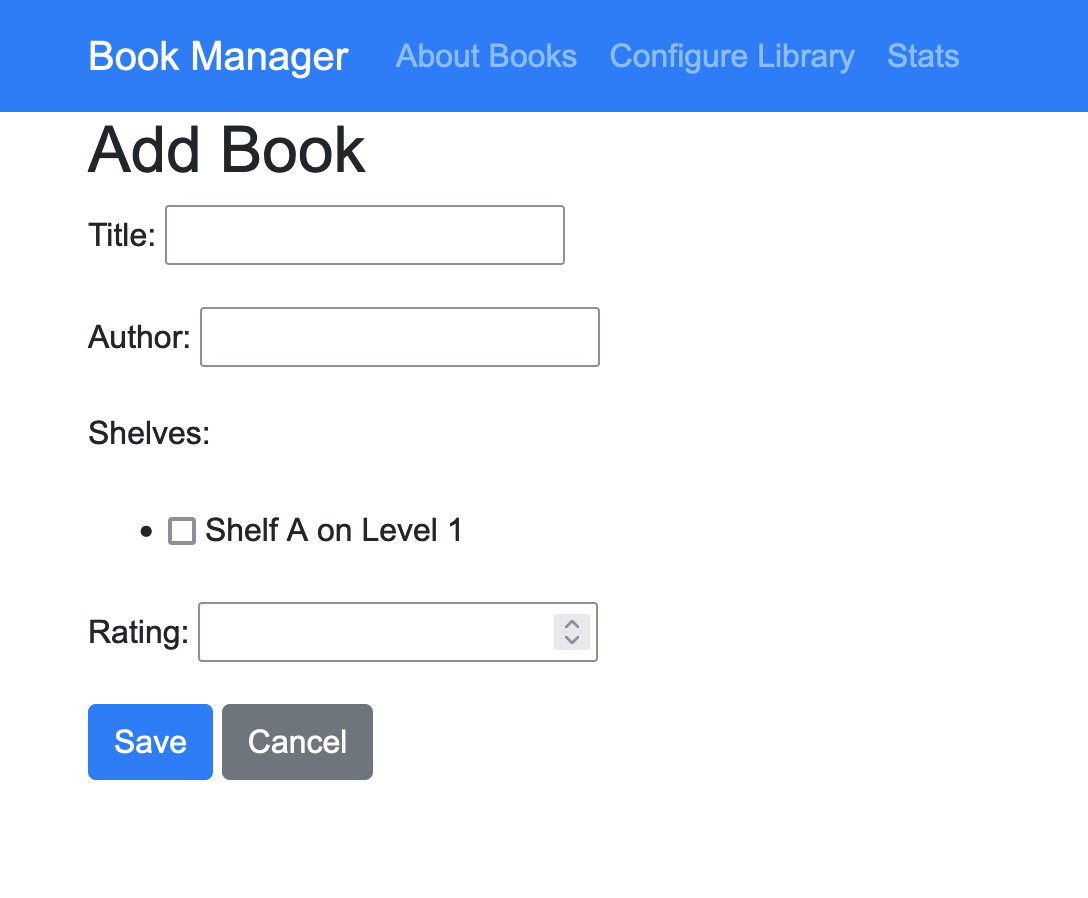 Book Manager About Books Configure Library Stats
Add Book
Title:
Author:
Shelves:
Shelf A on Level 1
Rating:
Save Cancel